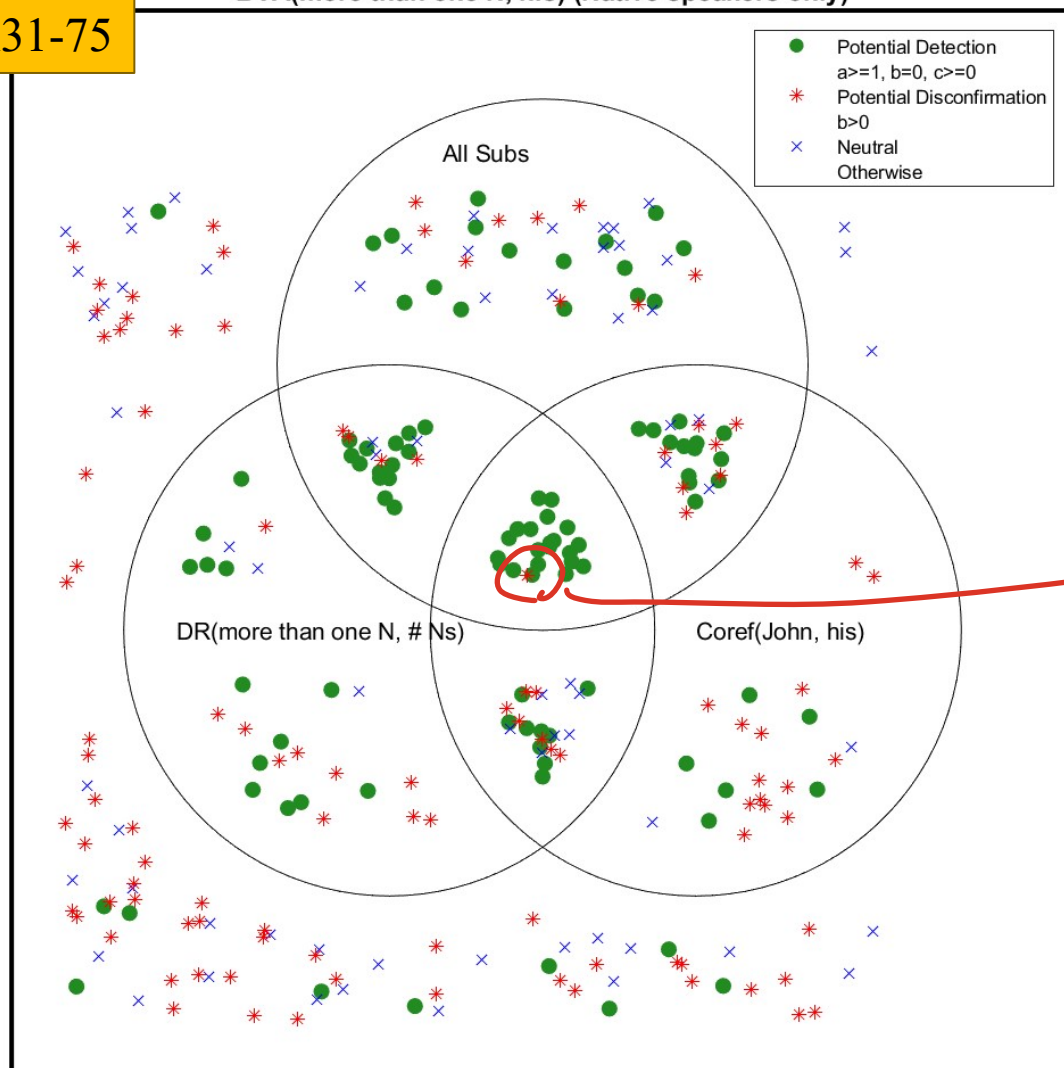 31-75
Potential Detection
a>=1, b=0, c>=0
Potential Disconfirmation
b>0
Neutral
Otherwise
All Subs
DR(more than one N, # Ns)
Coref(John, his)